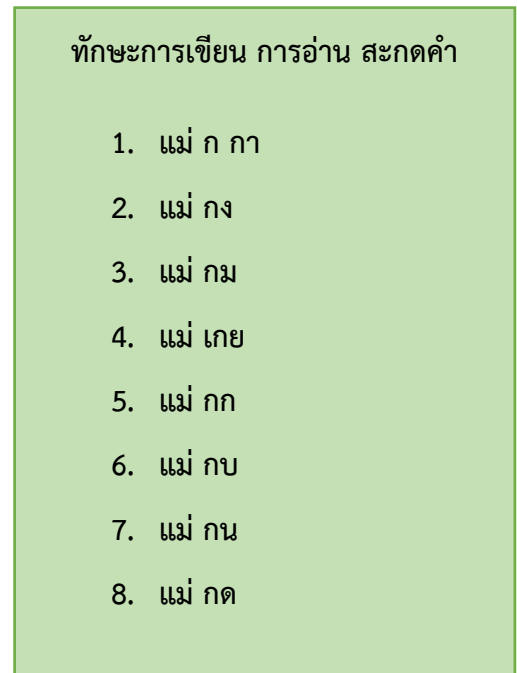 ทักษะการเขียน การอ่าน สะกดคำ
1. แม่ ก กา
2. แม่ กง
3. แม่ กม
4. แม่ เกย
5. แม่ กก
6. แม่ กบ
7. แม่ กน
8. แม่ กด